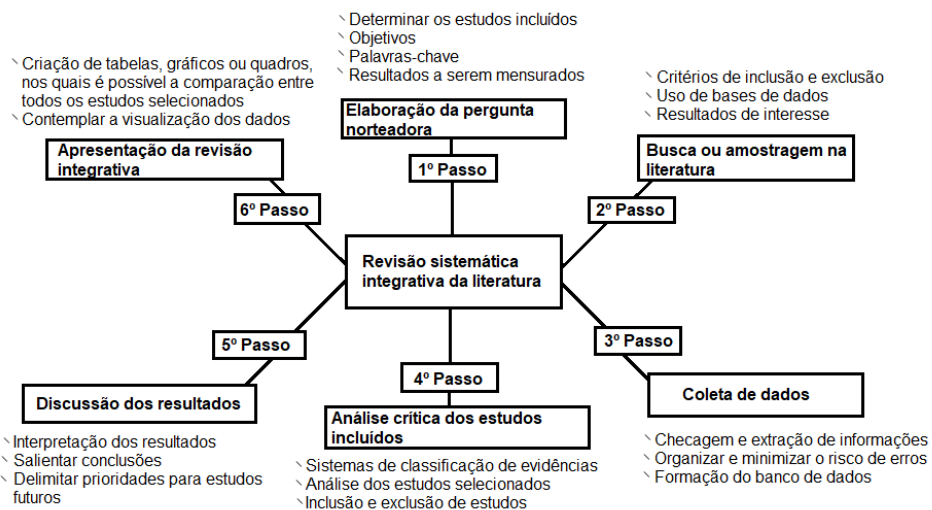 Determinar os estudos incluídos
Objetivos
Palavras-chave
Resultados a serem mensurados
Elaboração da pergunta
norteadora
1º Passo
Critérios de inclusão e exclusão
Uso de bases de dados
Resultados de interesse
Busca ou amostragem na
literatura
2º Passo
Revisão sistemática
integrativa da literatura
3º Passo
Coleta de dados
Checagem e extração de informações
Organizar e minimizar o risco de erros
Formação do banco de dados
4º Passo
Análise crítica dos estudos
incluídos
Sistemas de classificação de evidências
Análise dos estudos selecionados
Inclusão e exclusão de estudos
5º Passo
Discussão dos resultados
Interpretação dos resultados
Salientar conclusões
Delimitar prioridades para estudos
futuros
Criação de tabelas, gráficos ou quadros,
nos quais é possível a comparação entre
todos os estudos selecionados
Contemplar a visualização dos dados
Apresentação da revisão
integrativa
6º Passo